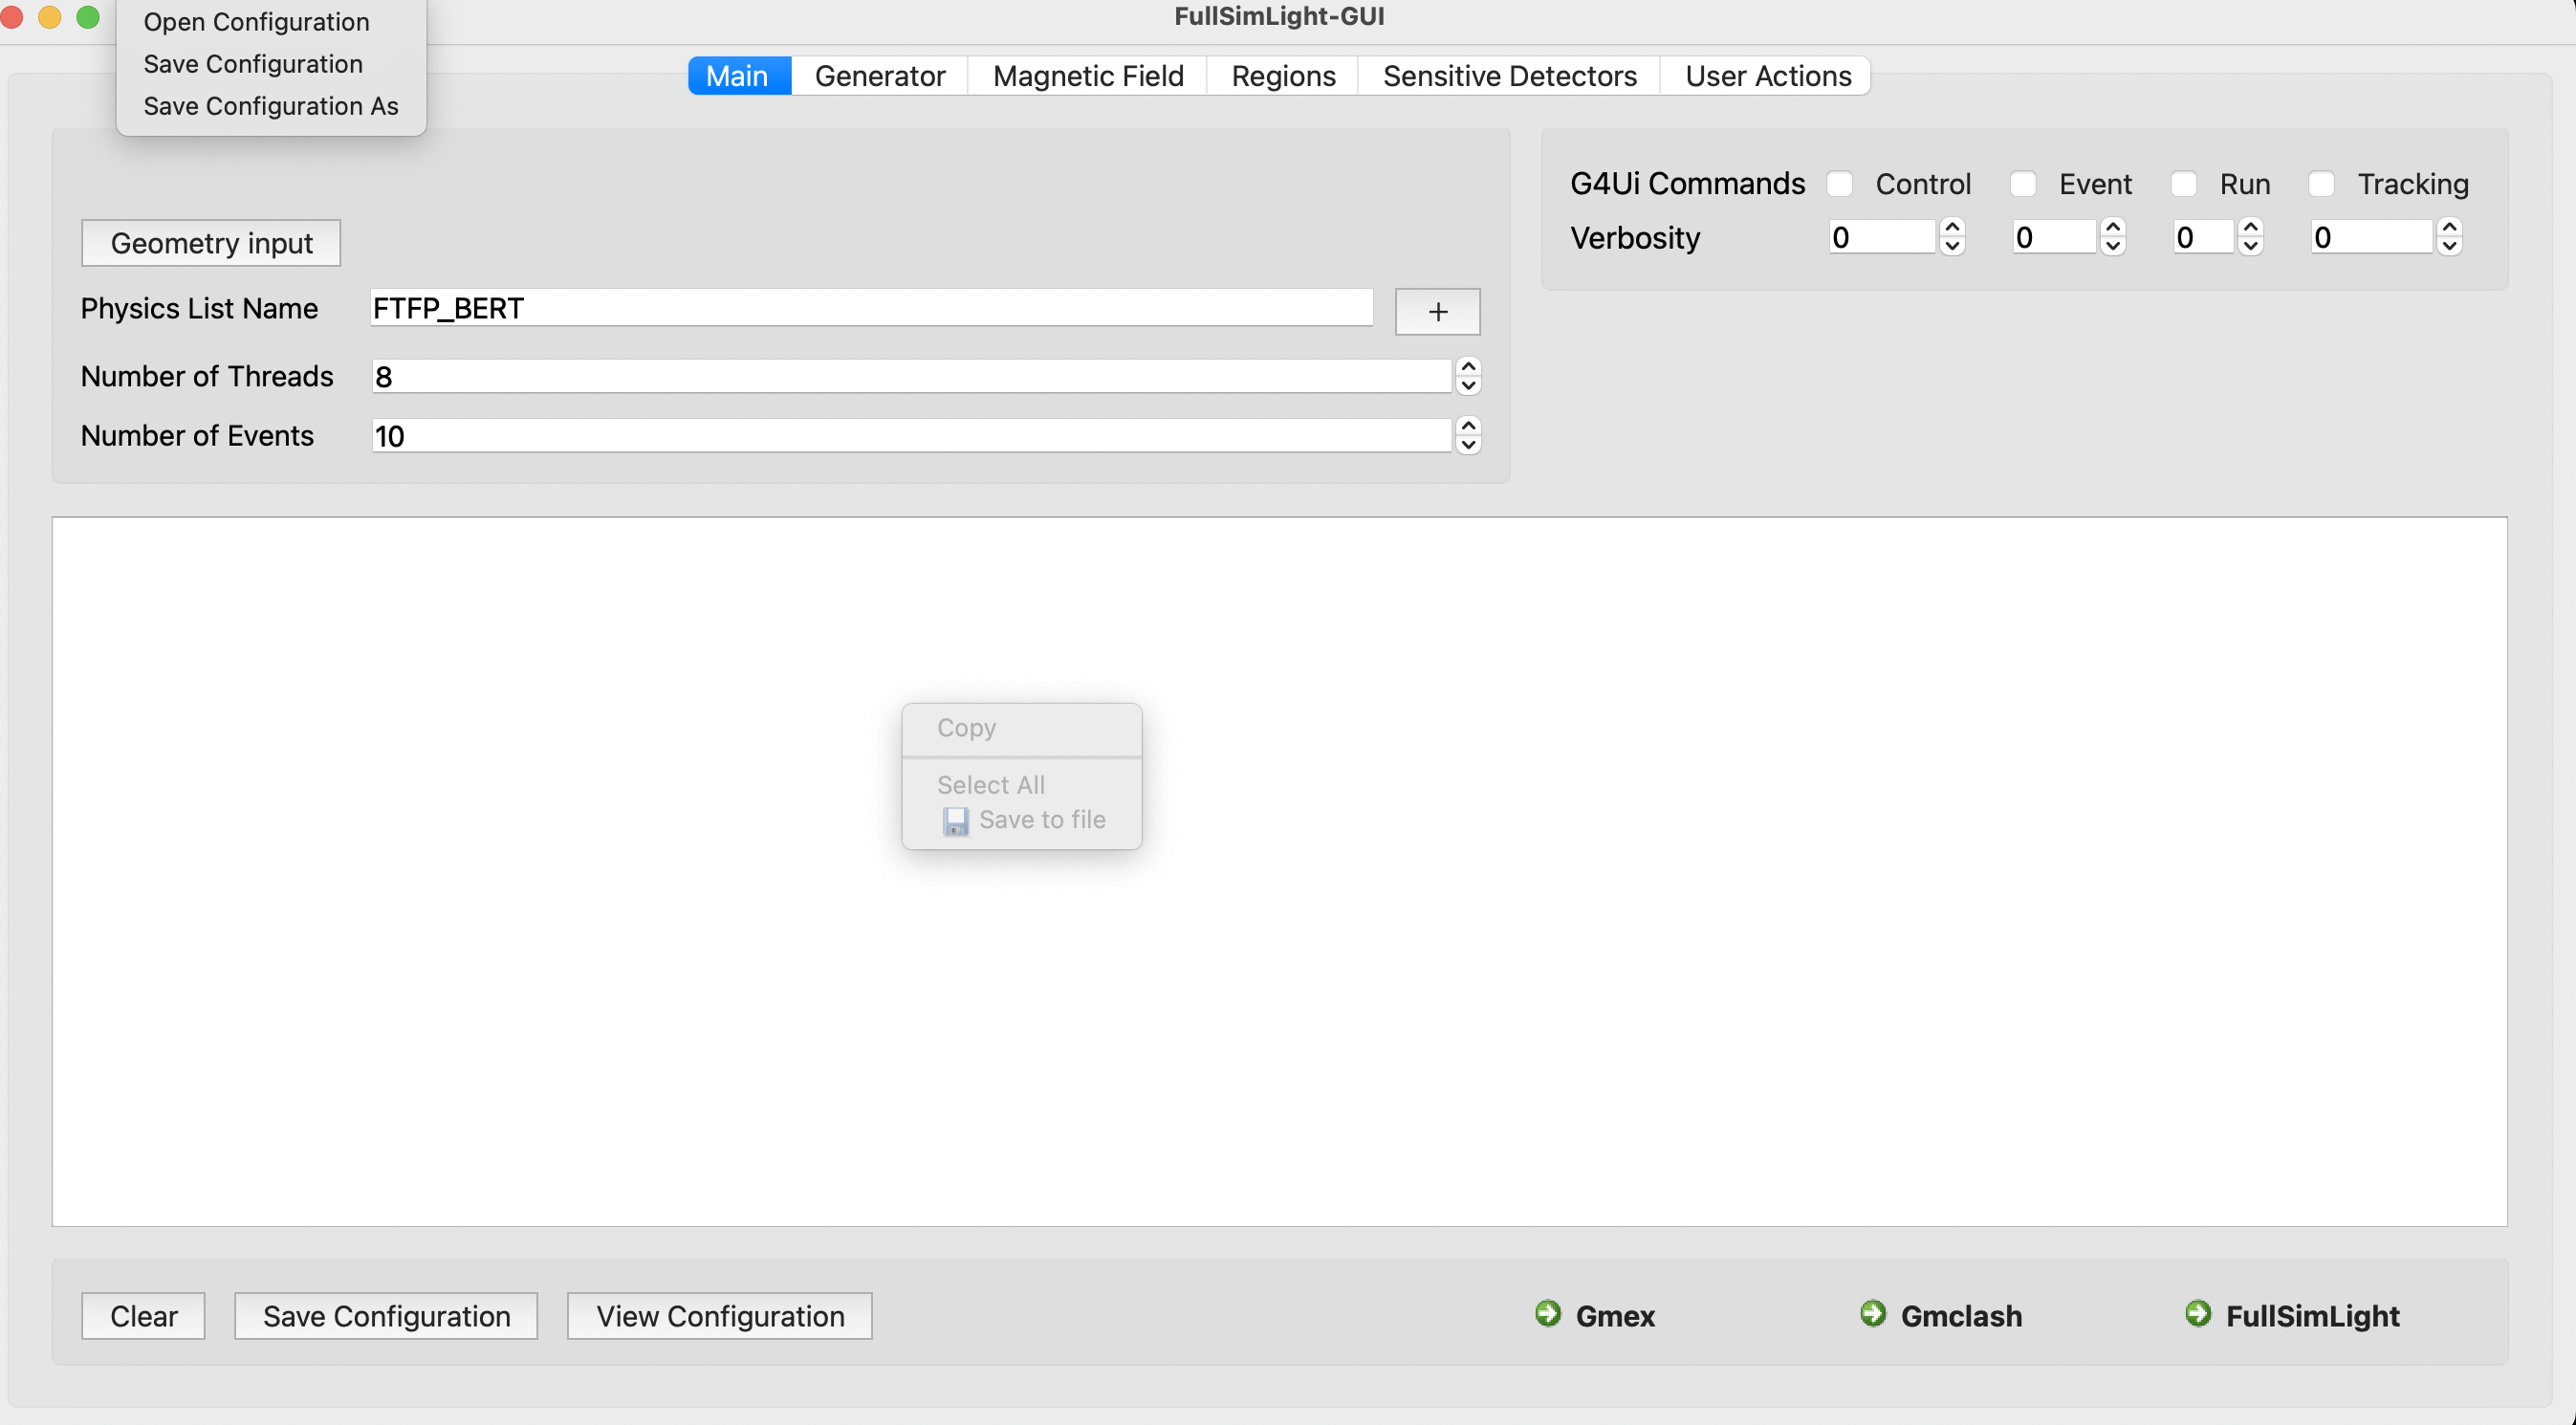 FullSimLight-GUI
Open Configuration
Save Configuration
Save Configuration As
Main Generator Magnetic Field Regions Sensitive Detectors User Actions
Geometry input
Physics List Name FTFP_BERT +
Number of Threads 8
Number of Events 10
G4Ui Commands Control Event Run Tracking
Verbosity 0 0 0 0
Copy
Select All
Save to file
Clear Save Configuration View Configuration Gmex Gmclash FullSimLight